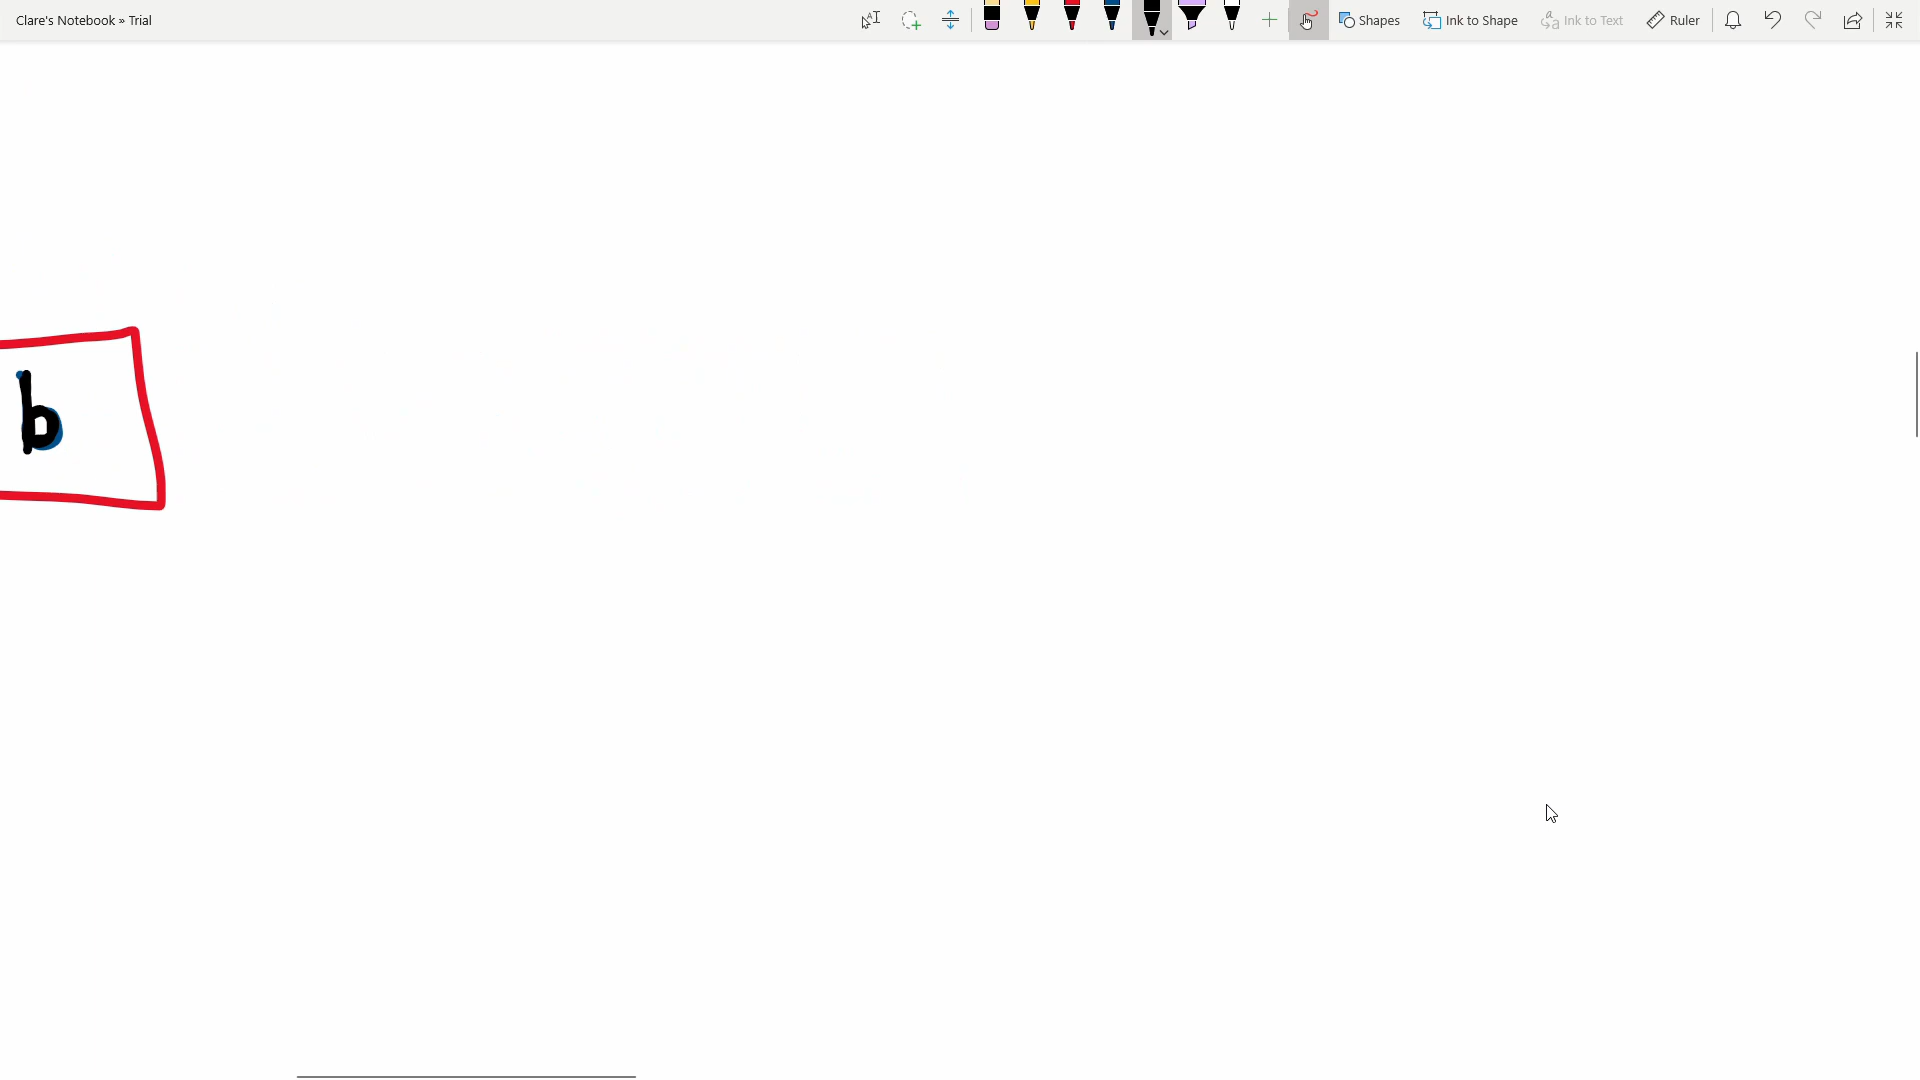 Clare's Notebook » Trial
Shapes
Ink to Shape
Ink to Text
Ruler
b